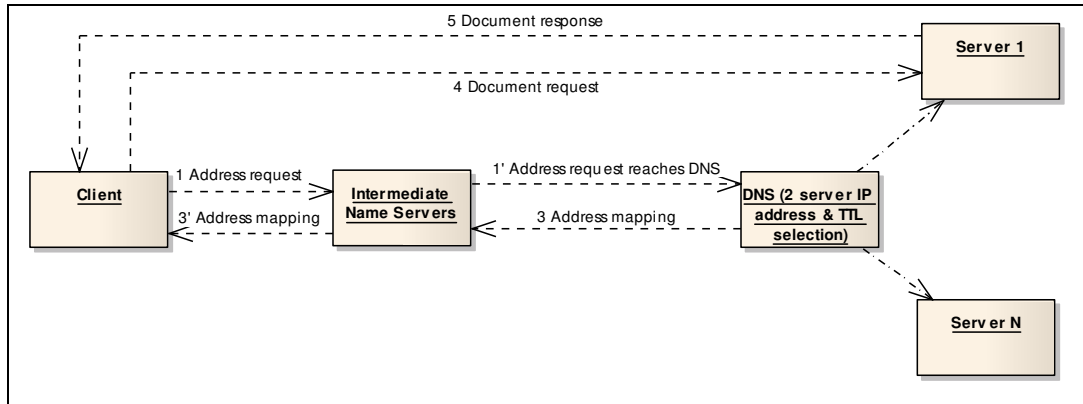 5 Document response
Server 1
4 Document request
Client
1 Address request
3' Address mapping
Intermediate
Name Servers
1' Address request reaches DNS
3 Address mapping
DNS (2 server IP
address & TTL
selection)
Server N